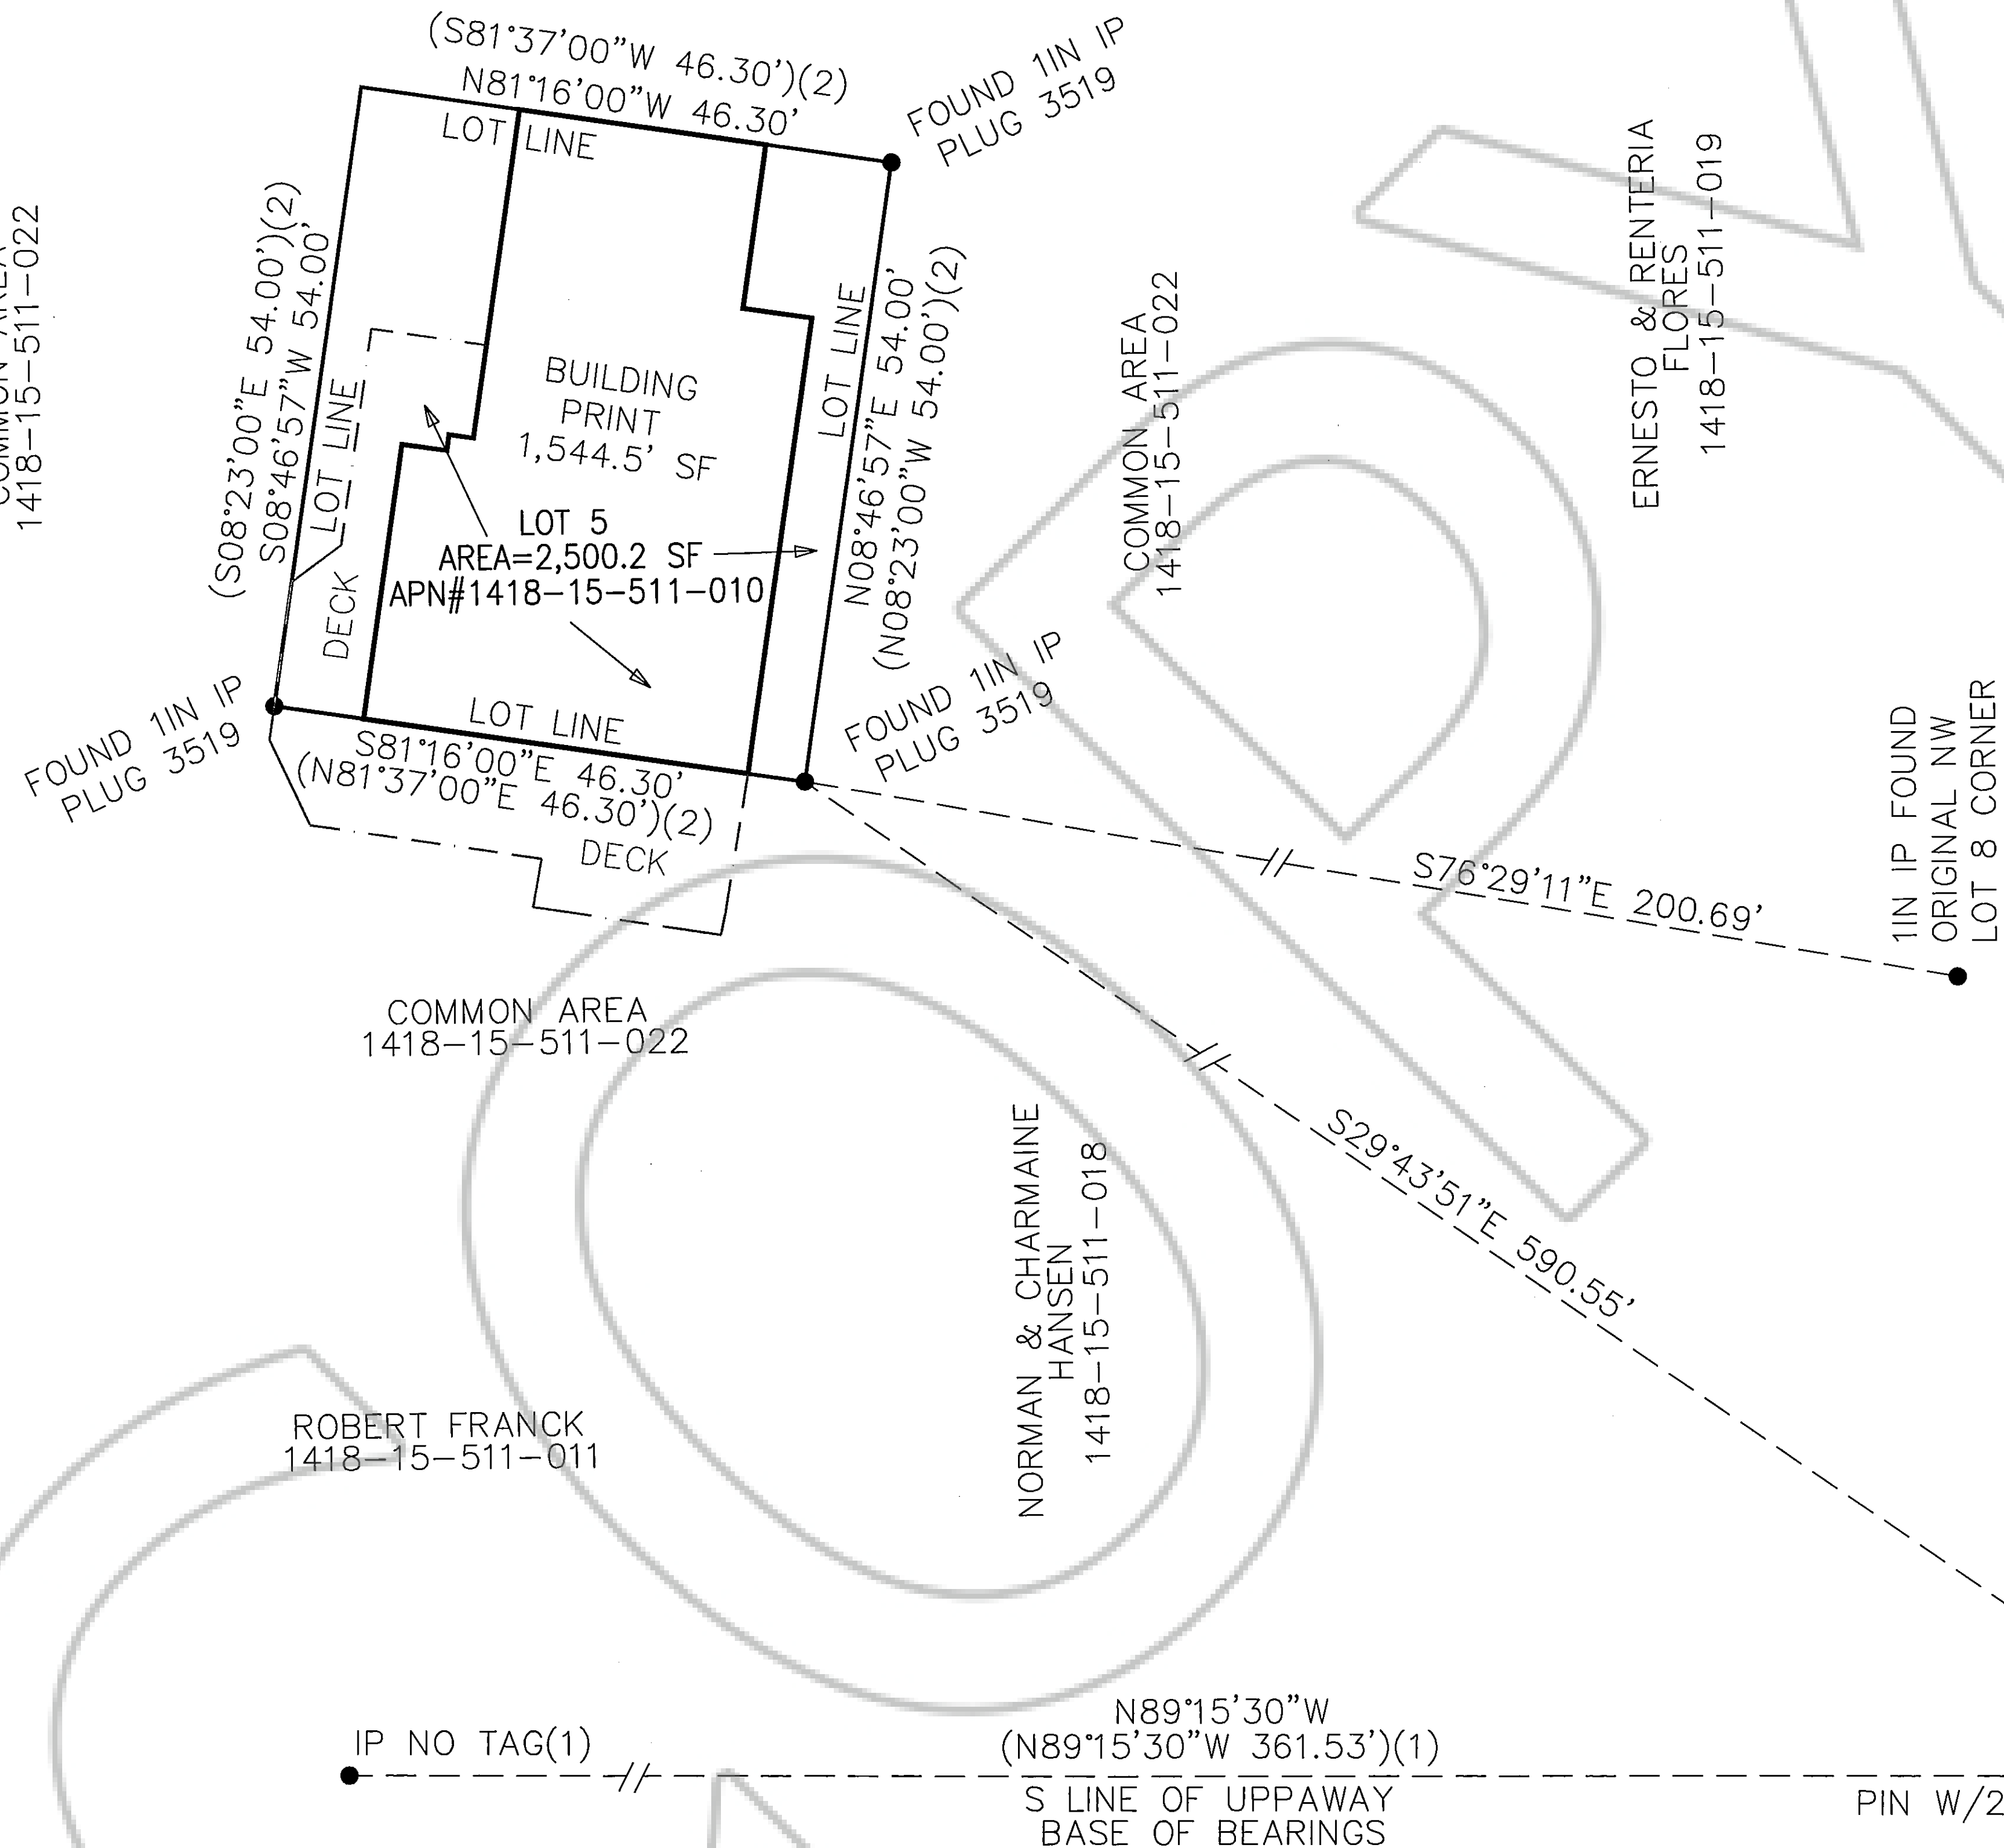 (S81°37'00"W 46.30')(2)
N81°16'00"W 46.30'
LOT LINE
FOUND 1IN IP
PLUG 3519
1418-15-511-022
(S08°23'00"E 54.00')(2)
S08°46'57"W 54.00'
LOT LINE
BUILDING
PRINT
1,544.5' SF
LOT LINE
N08°46'57"E 54.00'
(N08°23'00"W 54.00')(2)
LOT 5
AREA=2,500.2 SF
APN#1418-15-511-010
DECK
COMMON AREA
1418-15-511-022
ERNESTO & RENTERIA
FLORES
1418-15-511-019
FOUND 1IN IP
PLUG 3519
LOT LINE
S81°16'00"E 46.30'
(N81°37'00"E 46.30')(2)
DECK
FOUND 1IN IP
PLUG 3519
S76°29'11"E 200.69'
1IN IP FOUND
ORIGINAL NW
LOT 8 CORNER
COMMON AREA
1418-15-511-022
S29°43'51"E 590.55'
NORMAN & CHARMAINE
HANSEN
1418-15-511-018
ROBERT FRANCK
1418-15-511-011
IP NO TAG(1)
N89°15'30"W
(N89°15'30"W 361.53')(1)
S LINE OF UPPAWAY
BASE OF BEARINGS
PIN W/2